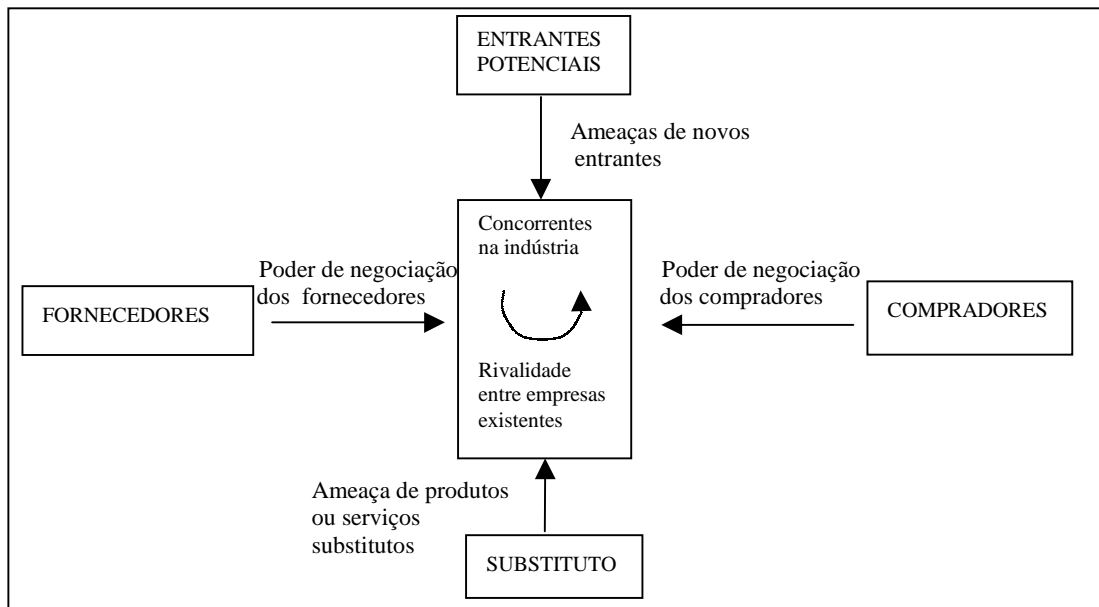 ENTRANTES
POTENCIAIS
Ameaças de novos
entrantes
Concorrentes
na indústria
Poder de negociação
dos fornecedores
Poder de negociação
dos compradores
FORNECEDORES
COMPRADORES
Rivalidade
entre empresas
existentes
Ameaça de produtos
ou serviços
substitutos
SUBSTITUTO